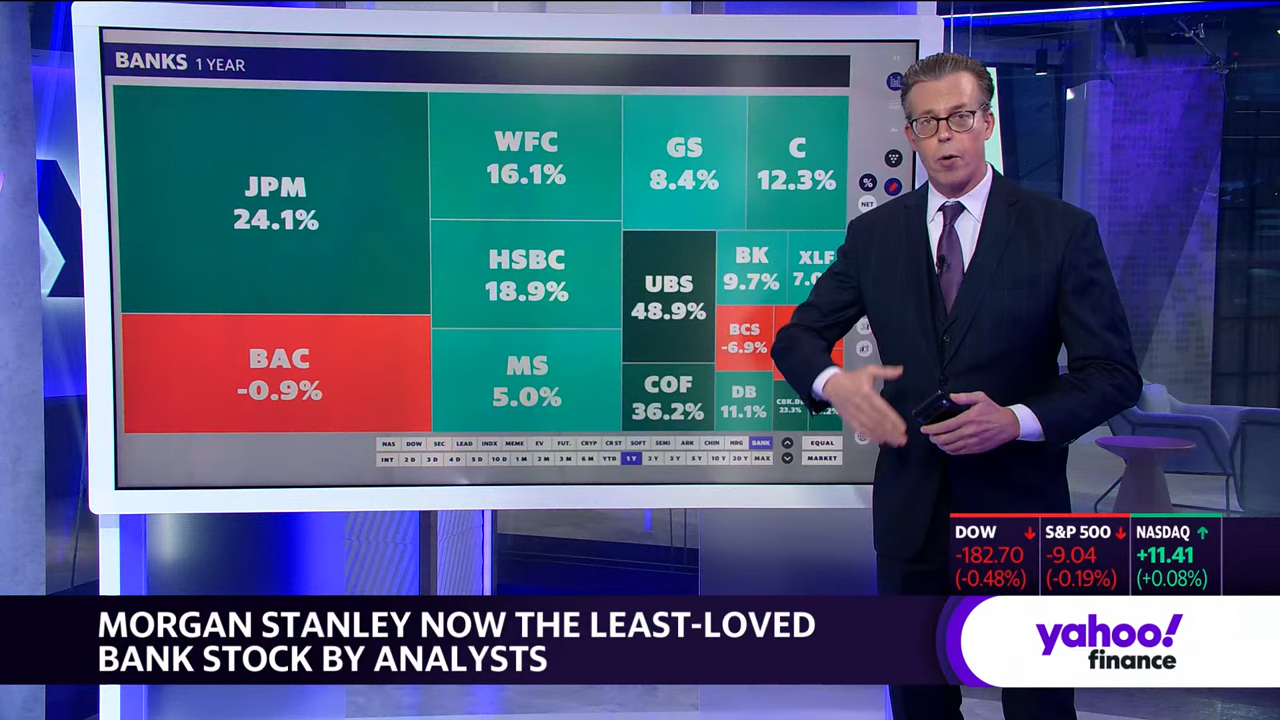 BANKS 1 YEAR
JPM
24.1%
WFC
16.1%
GS
8.4%
C
12.3%
HSBC
18.9%
UBS
48.9%
BK
9.7%
XLF
BAC
-0.9%
MS
5.0%
BCS
-6.9%
COF
36.2%
DB
11.1%
23.3%
%
NET
NAS DOW SEC LEAD INDX MEME EV FUT. CRYP CRST SOFT SEMI ARK CHIN NRG BANK EQUAL
INT 2 D 3 D 4 D 5 D 10 D 1 M 2 M 3 M 6 M YTD 1 Y 2 Y 3 Y 5 Y 10 Y 20 Y MAX MARKET
DOW
-182.70
(-0.48%)
S&P 500
-9.04
(-0.19%)
NASDAQ
+11.41
(+0.08%)
MORGAN STANLEY NOW THE LEAST-LOVED
BANK STOCK BY ANALYSTS
yahoo!
finance